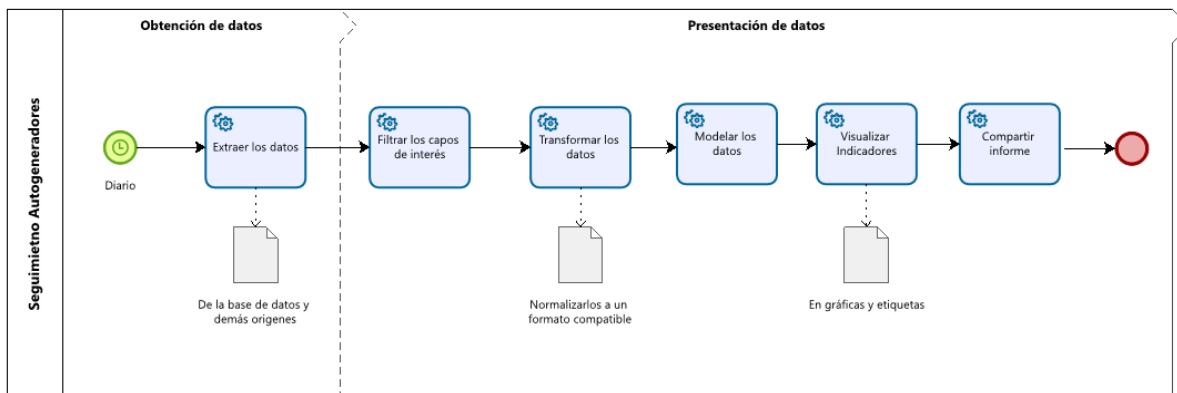 Seguimietno Autogeneradores
Obtención de datos
Presentación de datos
Diario
Extraer los datos
De la base de datos y
demás orígenes
Filtrar los capos
de interés
Transformar los
datos
Normalizarlos a un
formato compatible
Modelar los
datos
Visualizar
Indicadores
En gráficas y etiquetas
Compartir
informe